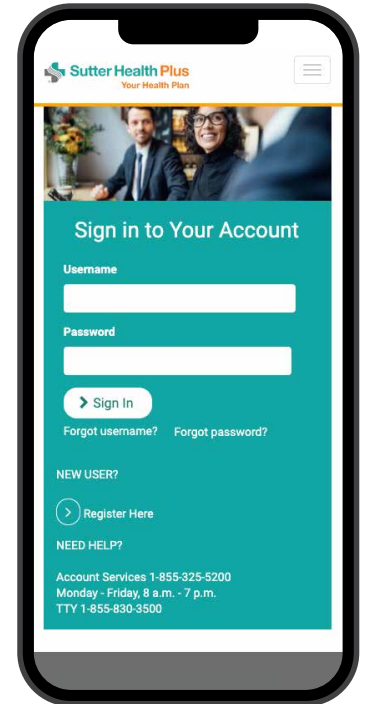 Sutter Health Plus
Your Health Plan
Sign in to Your Account
Username
Password
Sign In
Forgot username? Forgot password?
NEW USER?
Register Here
NEED HELP?
Account Services 1-855-325-5200
Monday - Friday, 8 a.m. - 7 p.m.
TTY 1-855-830-3500